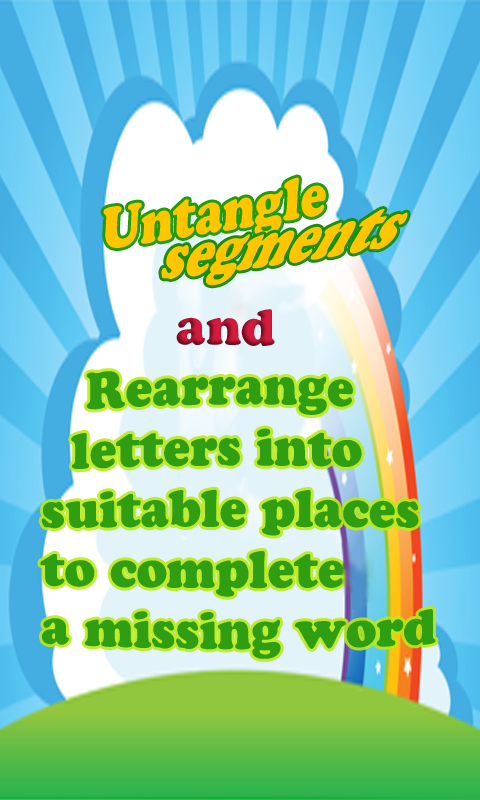 Untangle
segments
and
Rearrange
letters into
suitable places
to complete
a missing word